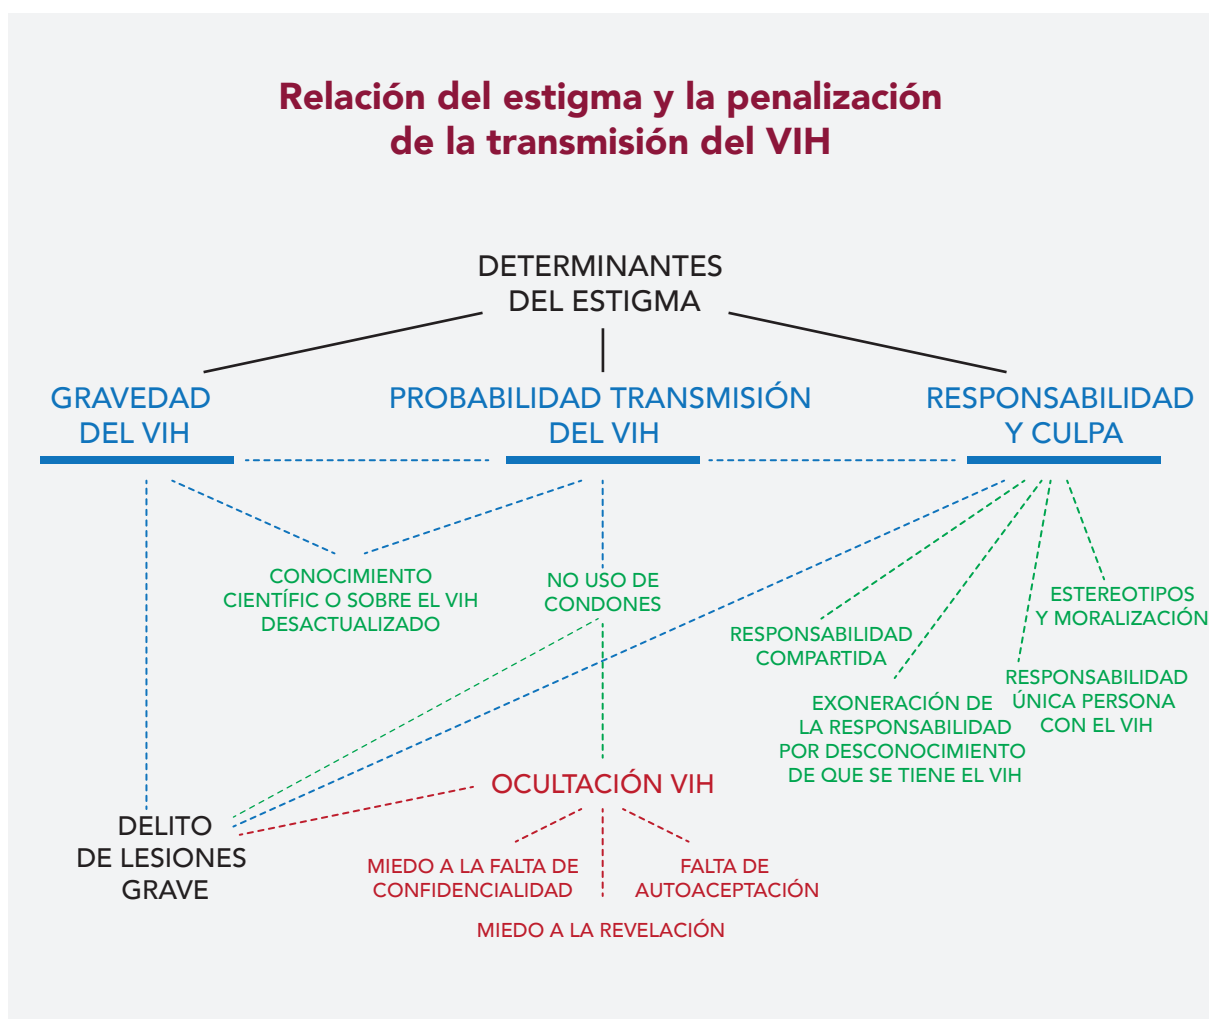 Relación del estigma y la penalización
de la transmisión del VIH
DETERMINANTES
DEL ESTIGMA
GRAVEDAD
DEL VIH
PROBABILIDAD TRANSMISIÓN
DEL VIH
RESPONSABILIDAD
Y CULPA
CONOCIMIENTO
CIENTÍFIC O SOBRE EL VIH
DESACTUALIZADO
NO USO DE
CONDONES
RESPONSABILIDAD
COMPARTIDA
ESTEREOTIPOS
Y MORALIZACIÓN
EXONERACIÓN DE
LA RESPONSABILIDAD
POR DESCONOCIMIENTO
DE QUE SE TIENE EL VIH
RESPONSABILIDAD
ÚNICA PERSONA
CON EL VIH
OCULTACIÓN VIH
DELITO
DE LESIONES
GRAVE
MIEDO A LA FALTA DE
CONFIDENCIALIDAD
FALTA DE
AUTOACEPTACIÓN
MIEDO A LA REVELACIÓN